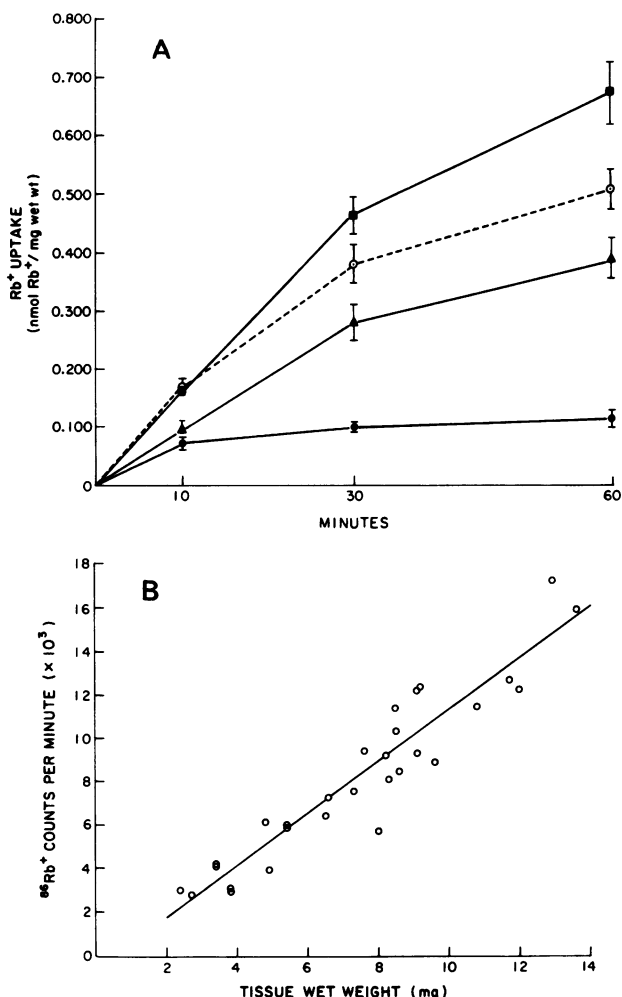 A
0.800
0.700
0.600
0.500
0.400
0.300
0.200
0.100
0
Rb+ UPTAKE
(nmol Rb+/mg wet wt)
10 30 60
MINUTES
B
18
16
14
12
10
8
6
4
2
0
86Rb+ COUNTS PER MINUTE (x 10³)
2 4 6 8 10 12 14
TISSUE WET WEIGHT (mg)